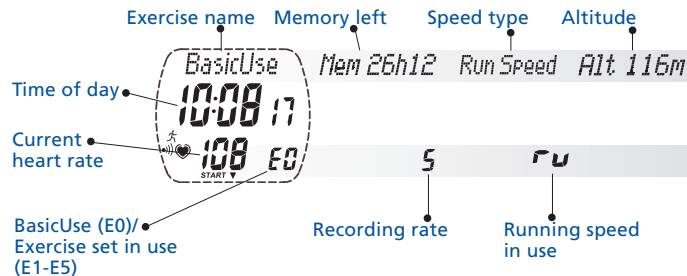 Exercise name Memory left Speed type Altitude
BasicUse Mem 26h12 Run Speed Alt 116m
Time of day
10:08 17
Current
heart rate
108 E0 5 ru
START
BasicUse (E0)/
Exercise set in use
(E1-E5)
Recording rate
Running speed
in use